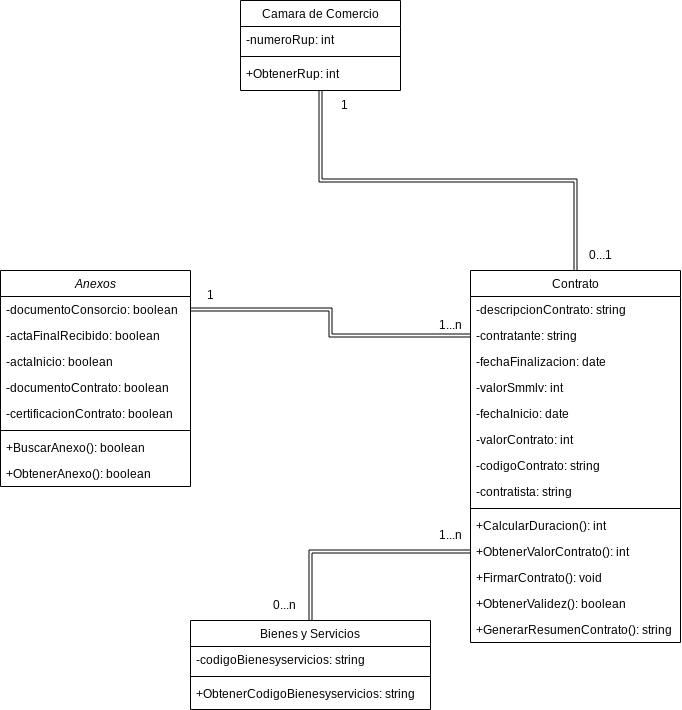 Camara de Comercio
-numeroRup: int
+ObtenerRup: int
1
0...1
Anexos
-documentoConsorcio: boolean
-actaFinalRecibido: boolean
-actaInicio: boolean
-documentoContrato: boolean
-certificacionContrato: boolean
+BuscarAnexo(): boolean
+ObtenerAnexo(): boolean
1
1...n
Contrato
-descripcionContrato: string
-contratante: string
-fechaFinalizacion: date
-valorSmmlv: int
-fechaInicio: date
-valorContrato: int
-codigoContrato: string
-contratista: string
+CalcularDuracion(): int
+ObtenerValorContrato(): int
+FirmarContrato(): void
+ObtenerValidez(): boolean
+GenerarResumenContrato(): string
1...n
0...n
Bienes y Servicios
-codigoBienesyservicios: string
+ObtenerCodigoBienesyservicios: string